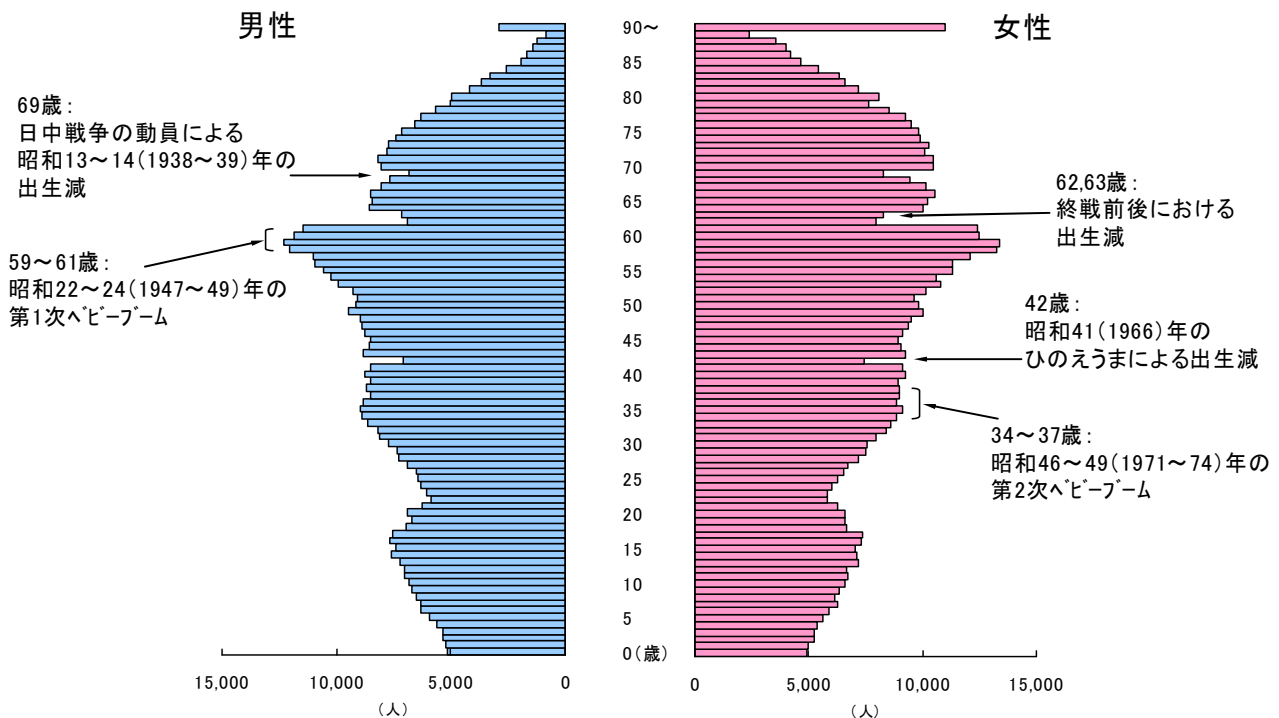 男性
女性
90～
85
80
75
70
65
60
55
50
45
40
35
30
25
20
15
10
5
0(歳)
69歳：
日中戦争の動員による
昭和13～14(1938～39)年の
出生減
59～61歳：
昭和22～24(1947～49)年の
第1次ﾍﾞﾋﾞｰﾌﾞｰﾑ
62,63歳：
終戦前後における
出生減
42歳：
昭和41(1966)年の
ひのえうまによる出生減
34～37歳：
昭和46～49(1971～74)年の
第2次ﾍﾞﾋﾞｰﾌﾞｰﾑ
15,000 10,000 5,000 0
（人）
0 5,000 10,000 15,000
（人）